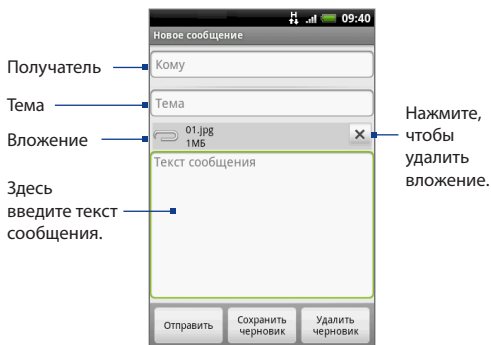 H 09:40
Новое сообщение
Получатель
Кому
Тема
Тема
Вложение
01.jpg
1МБ
Нажмите,
чтобы
удалить
вложение.
Текст сообщения
Здесь
введите текст
сообщения.
Отправить
Сохранить
черновик
Удалить
черновик